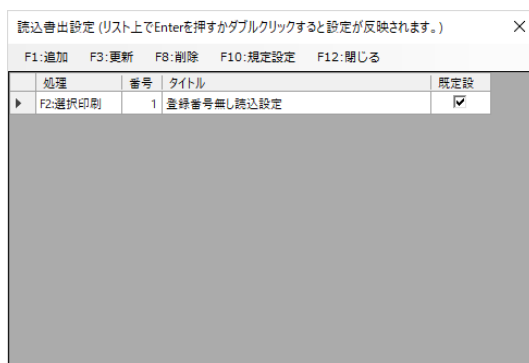 読込書出設定 (リスト上でEnterを押すかダブルクリックすると設定が反映されます。)
F1:追加 F3:更新 F8:削除 F10:規定設定 F12:閉じる
処理 番号 タイトル 既定設
F2:選択印刷 1 登録番号無し読込設定